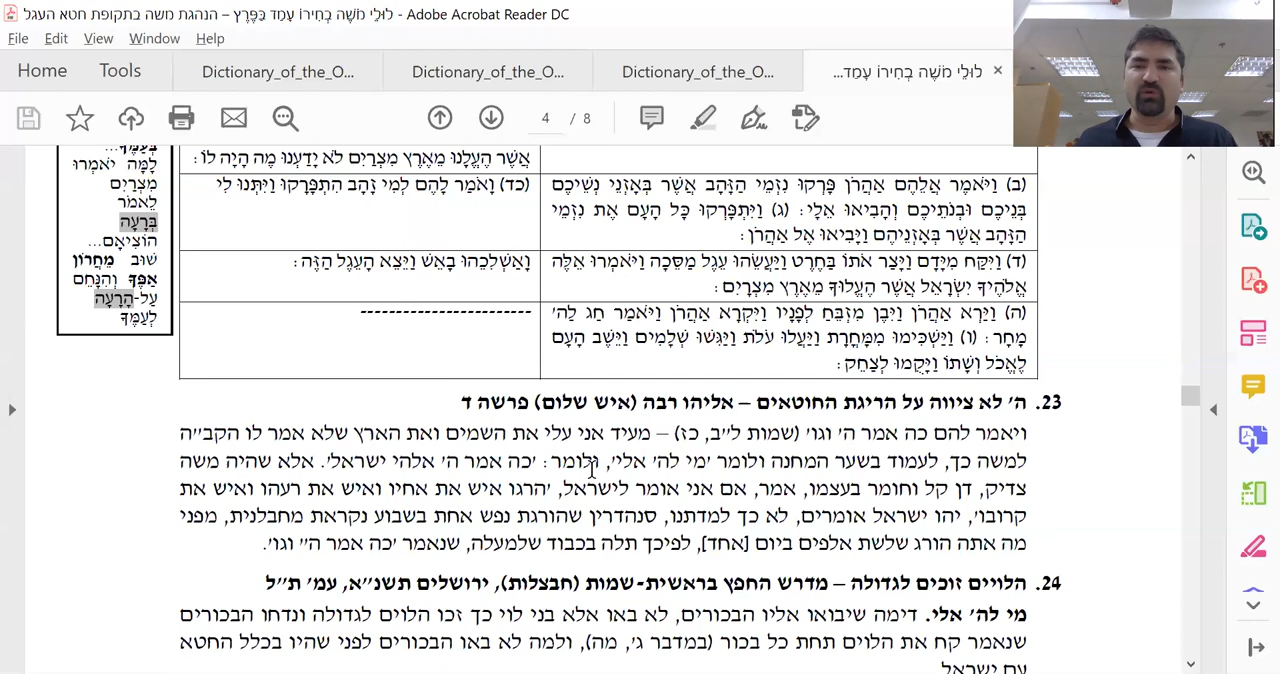 לוּלֵי מֹשֶׁה בְחִירוֹ עָמַד בַּפֶּרֶץ – הנהגת משה בתקופת חטא העגל - Adobe Acrobat Reader DC
File Edit View Window Help
Home Tools Dictionary_of_the_O... Dictionary_of_the_O... Dictionary_of_the_O... לוּלֵי מֹשֶׁה בְחִירוֹ עָמַד... ×
4 / 8
בְּעַמֶּךָ...
לָמָּה יֹאמְרוּ
מִצְרַיִם
לֵאמֹר
בְּרָעָה
הוֹצִיאָם...
שׁוּב מֵחֲרוֹן
אַפֶּךָ וְהִנָּחֵם
עַל-הָרָעָה
לְעַמֶּךָ
אֲשֶׁר הֶעֱלָנוּ מֵאֶרֶץ מִצְרַיִם לֹא יָדַעְנוּ מֶה הָיָה לוֹ:
(ב) וַיֹּאמֶר אֲלֵהֶם אַהֲרֹן פָּרְקוּ נִזְמֵי הַזָּהָב אֲשֶׁר בְּאָזְנֵי נְשֵׁיכֶם
בְּנֵיכֶם וּבְנֹתֵיכֶם וְהָבִיאוּ אֵלָי: (ג) וַיִּתְפָּרְקוּ כָּל הָעָם אֶת נִזְמֵי
הַזָּהָב אֲשֶׁר בְּאָזְנֵיהֶם וַיָּבִיאוּ אֶל אַהֲרֹן:
(כד) וָאֹמַר לָהֶם לְמִי זָהָב הִתְפָּרָקוּ וַיִּתְּנוּ לִי
(ד) וַיִּקַּח מִיָּדָם וַיָּצַר אֹתוֹ בַּחֶרֶט וַיַּעֲשֵׂהוּ עֵגֶל מַסֵּכָה וַיֹּאמְרוּ אֵלֶּה
אֱלֹהֶיךָ יִשְׂרָאֵל אֲשֶׁר הֶעֱלוּךָ מֵאֶרֶץ מִצְרָיִם:
וָאַשְׁלִכֵהוּ בָאֵשׁ וַיֵּצֵא הָעֵגֶל הַזֶּה:
(ה) וַיַּרְא אַהֲרֹן וַיִּבֶן מִזְבֵּחַ לְפָנָיו וַיִּקְרָא אַהֲרֹן וַיֹּאמַר חַג לַה'
מָחָר: (ו) וַיַּשְׁכִּימוּ מִמָּחֳרָת וַיַּעֲלוּ עֹלֹת וַיַּגִּשׁוּ שְׁלָמִים וַיֵּשֶׁב הָעָם
לֶאֱכֹל וְשָׁתוֹ וַיָּקֻמוּ לְצַחֵק:
------------------------
23. ה' לא ציווה על הריגת החוטאים – אליהו רבה (איש שלום) פרשה ד
ויאמר להם כה אמר ה' וגו' (שמות ל"ב, כז) – מעיד אני עלי את השמים ואת הארץ שלא אמר לו הקב"ה
למשה כך, לעמוד בשער המחנה ולומר 'מי לה' אלי', ולומר: 'כה אמר ה' אלהי ישראל'. אלא שהיה משה
צדיק, דן קל וחומר בעצמו, אמר, אם אני אומר לישראל, 'הרגו איש את אחיו ואיש את רעהו ואיש את
קרובו', יהו ישראל אומרים, לא כך למדתנו, סנהדרין שהורגת נפש אחת בשבוע נקראת מחבלנית, מפני
מה אתה הורג שלשת אלפים ביום [אחד], לפיכך תלה בכבוד שלמעלה, שנאמר 'כה אמר ה'' וגו'.
24. הלויים זוכים לגדולה – מדרש החפץ בראשית-שמות (חבצלות), ירושלים תשנ"א, עמ' ת"ל
מי לה' אלי. דימה שיבואו אליו הבכורים, לא באו אלא בני לוי כך זכו הלוים לגדולה ונדחו הבכורים
שנאמר קח את הלוים תחת כל בכור (במדבר ג', מה), ולמה לא באו הבכורים לפני שהיו בכלל החטא
עם ישראל.